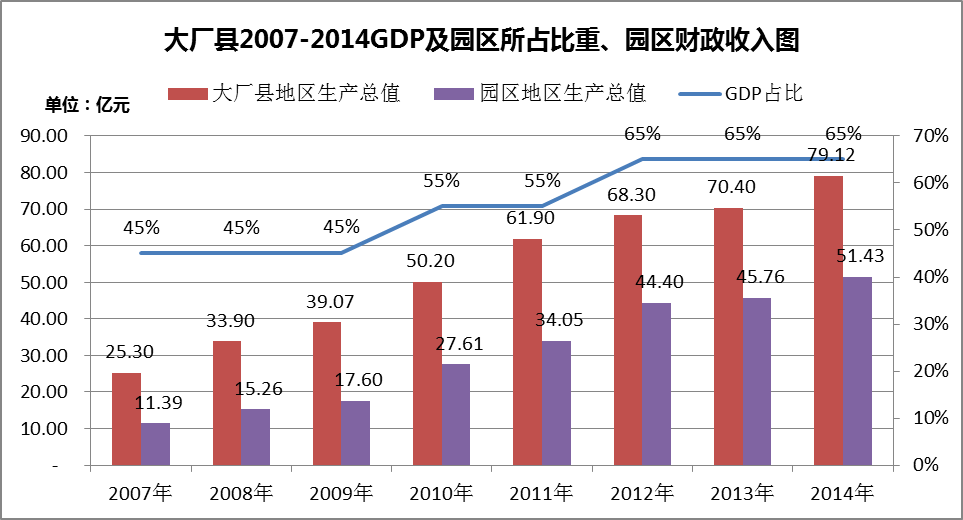 大厂县2007-2014GDP及园区所占比重、园区财政收入图
大厂县地区生产总值 园区地区生产总值 GDP占比
单位：亿元
90.00 65% 65% 65% 70%
79.12
80.00 60%
55% 55% 68.30 70.40
70.00 61.90 50%
45% 45% 45%
60.00 50.20 51.43
50.00 44.40 45.76 40%
39.07
40.00 33.90 34.05 30%
25.30 27.61
30.00 20%
15.26 17.60
20.00 11.39
10.00 10%
- 0%
2007年 2008年 2009年 2010年 2011年 2012年 2013年 2014年